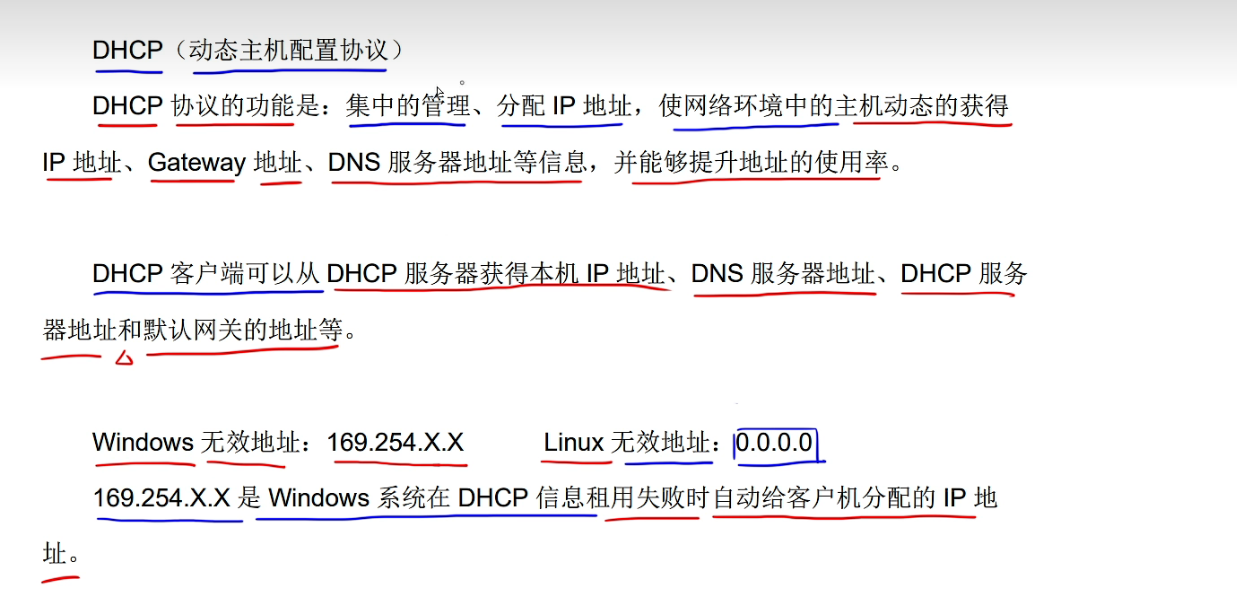 DHCP（动态主机配置协议）
DHCP 协议的功能是：集中的管理、分配 IP 地址，使网络环境中的主机动态的获得
IP 地址、Gateway 地址、DNS 服务器地址等信息，并能够提升地址的使用率。
DHCP 客户端可以从 DHCP 服务器获得本机 IP 地址、DNS 服务器地址、DHCP 服务
器地址和默认网关的地址等。
Windows 无效地址：169.254.X.X Linux 无效地址：0.0.0.0
169.254.X.X 是 Windows 系统在 DHCP 信息租用失败时自动给客户机分配的 IP 地
址。